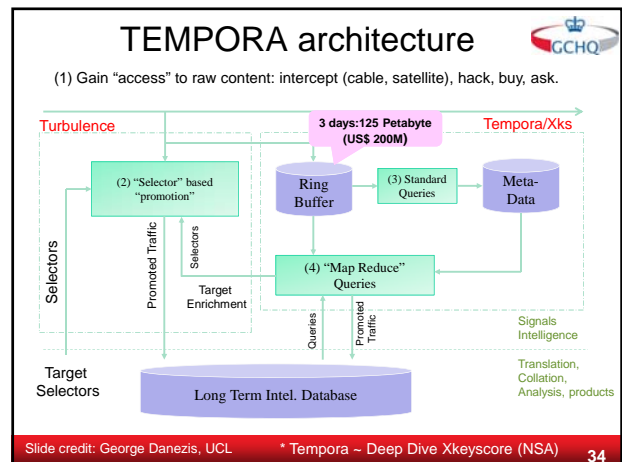 TEMPORA architecture
GCHQ
(1) Gain “access” to raw content: intercept (cable, satellite), hack, buy, ask.
Turbulence
3 days:125 Petabyte
(US$ 200M)
Tempora/Xks
(2) “Selector” based
“promotion”
Ring
Buffer
(3) Standard
Queries
Meta-
Data
Selectors
Promoted Traffic
Selectors
Target
Enrichment
(4) “Map Reduce”
Queries
Queries
Promoted
Traffic
Signals
Intelligence
Target
Selectors
Long Term Intel. Database
Translation,
Collation,
Analysis, products
Slide credit: George Danezis, UCL
* Tempora ~ Deep Dive Xkeyscore (NSA)
34